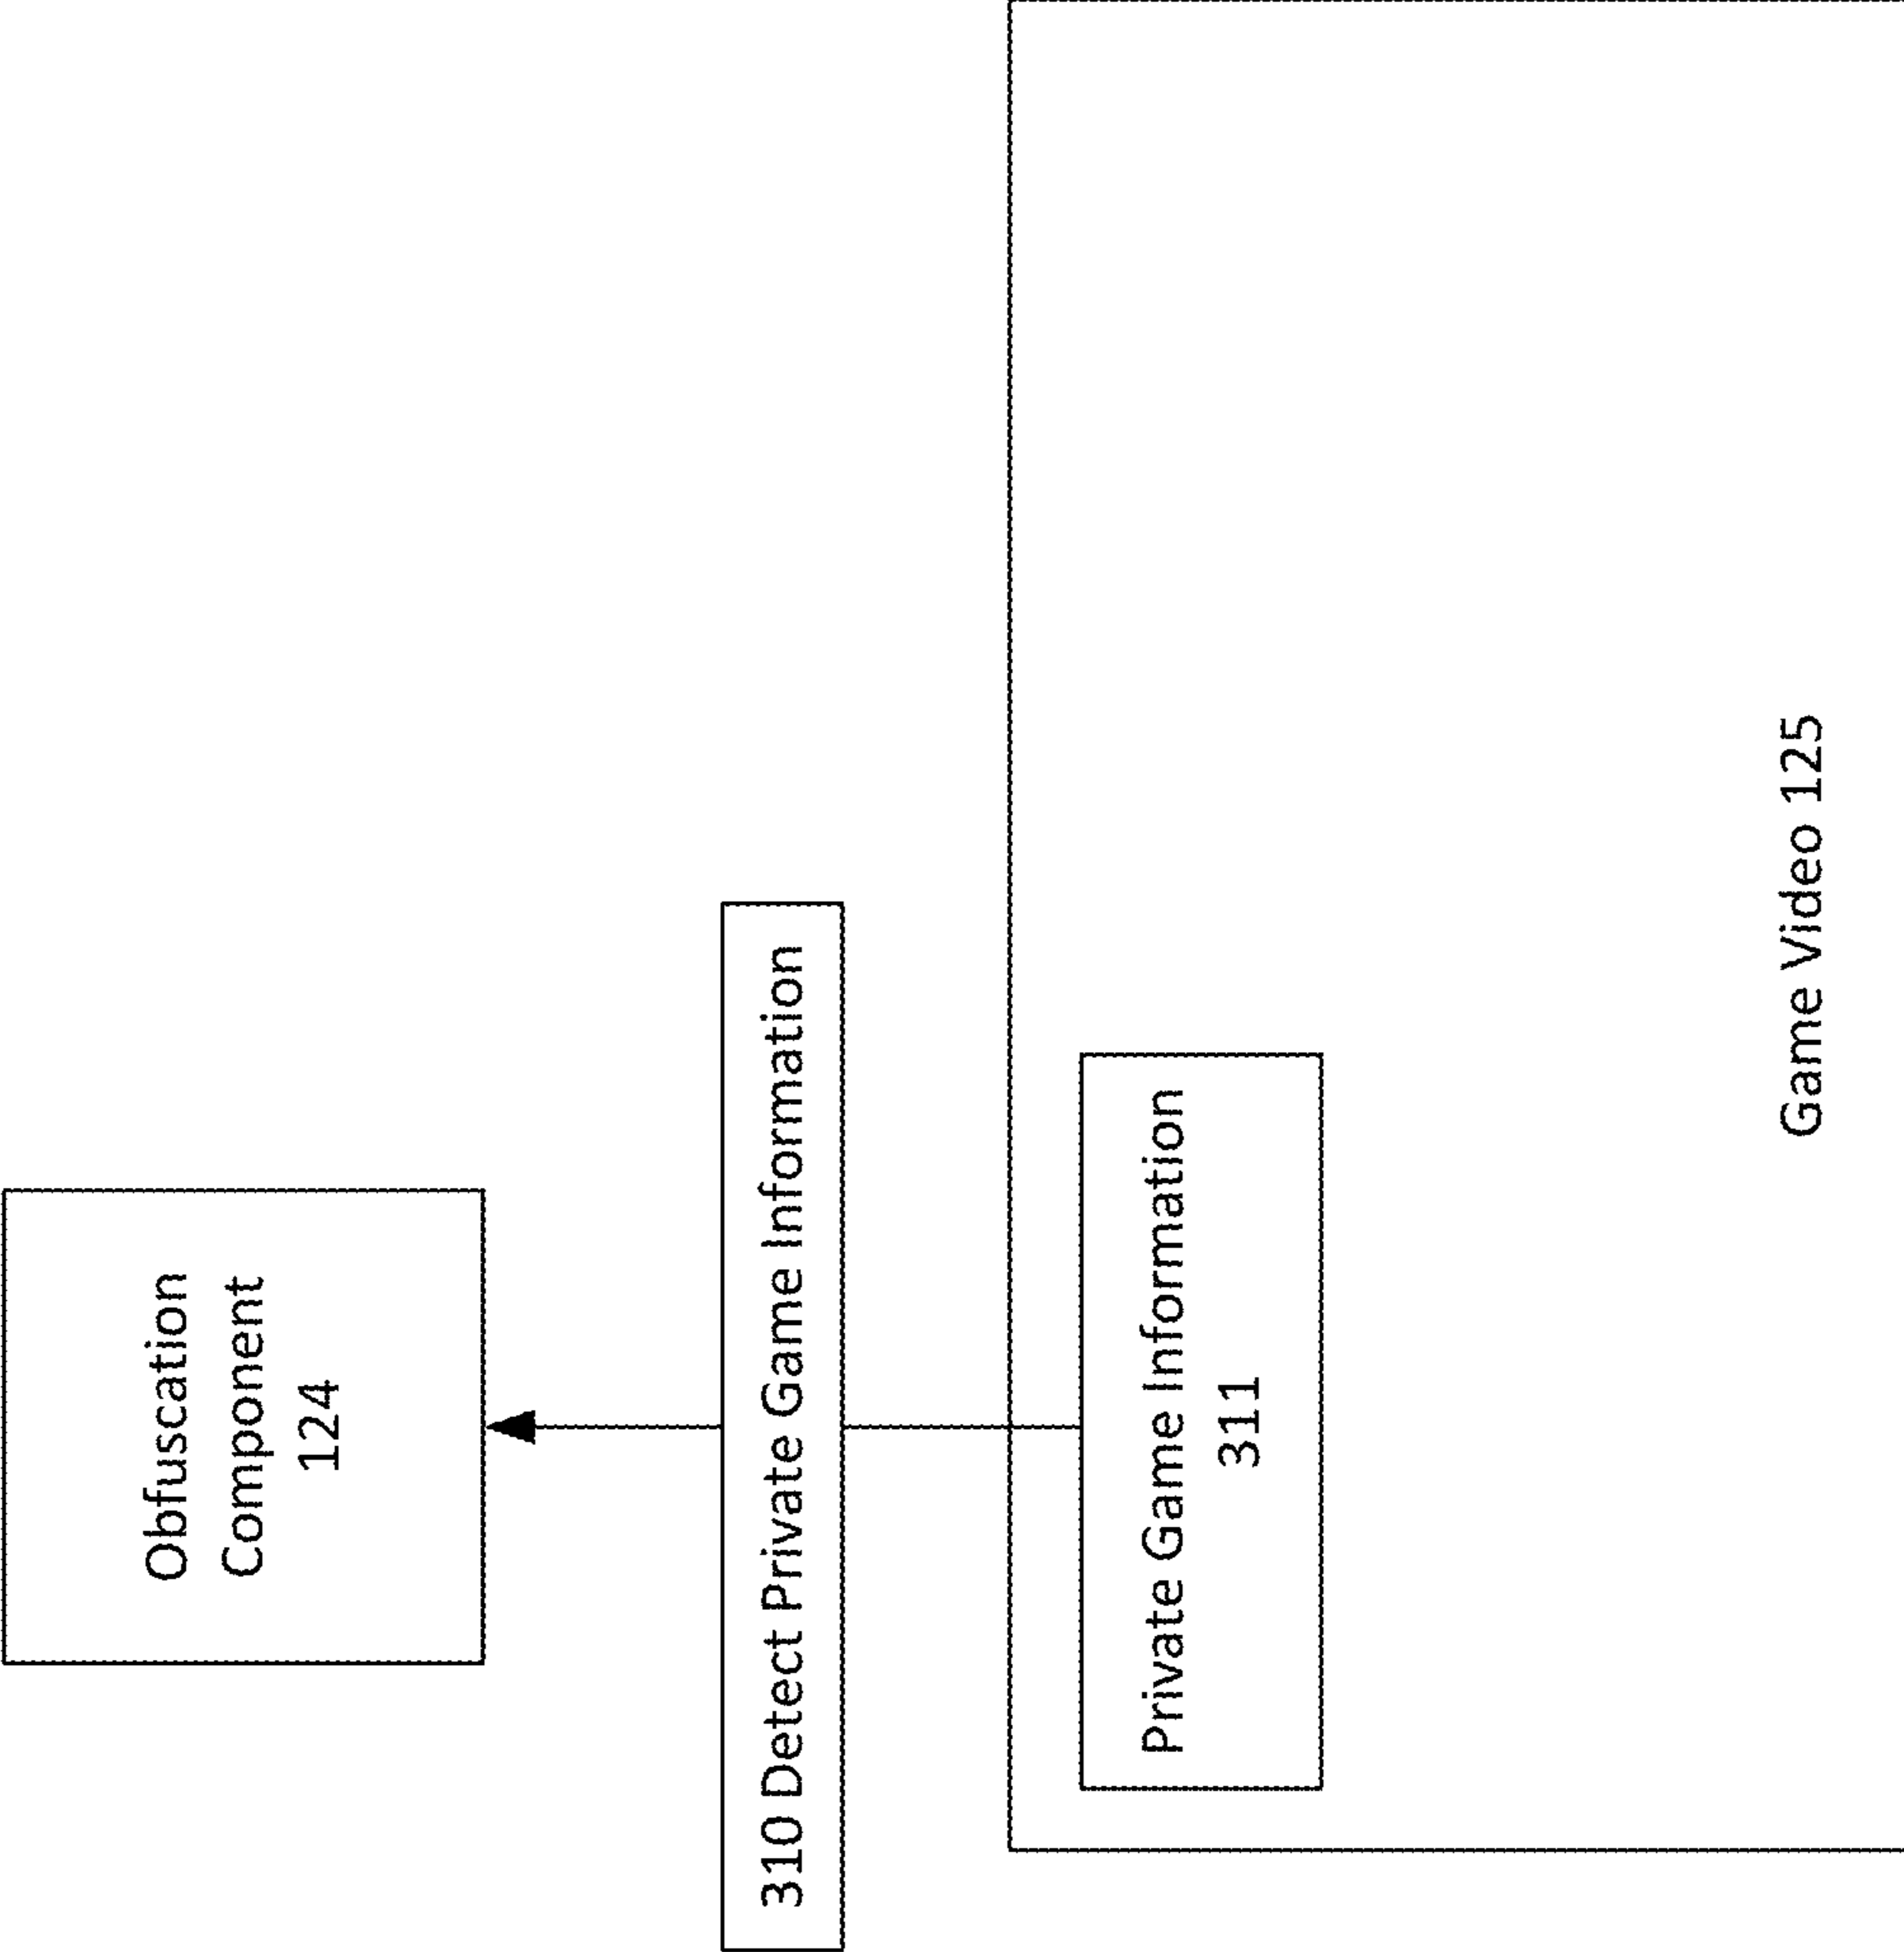 Obfuscation
Component
124
310 Detect Private Game Information
Private Game Information
311
Game Video 125